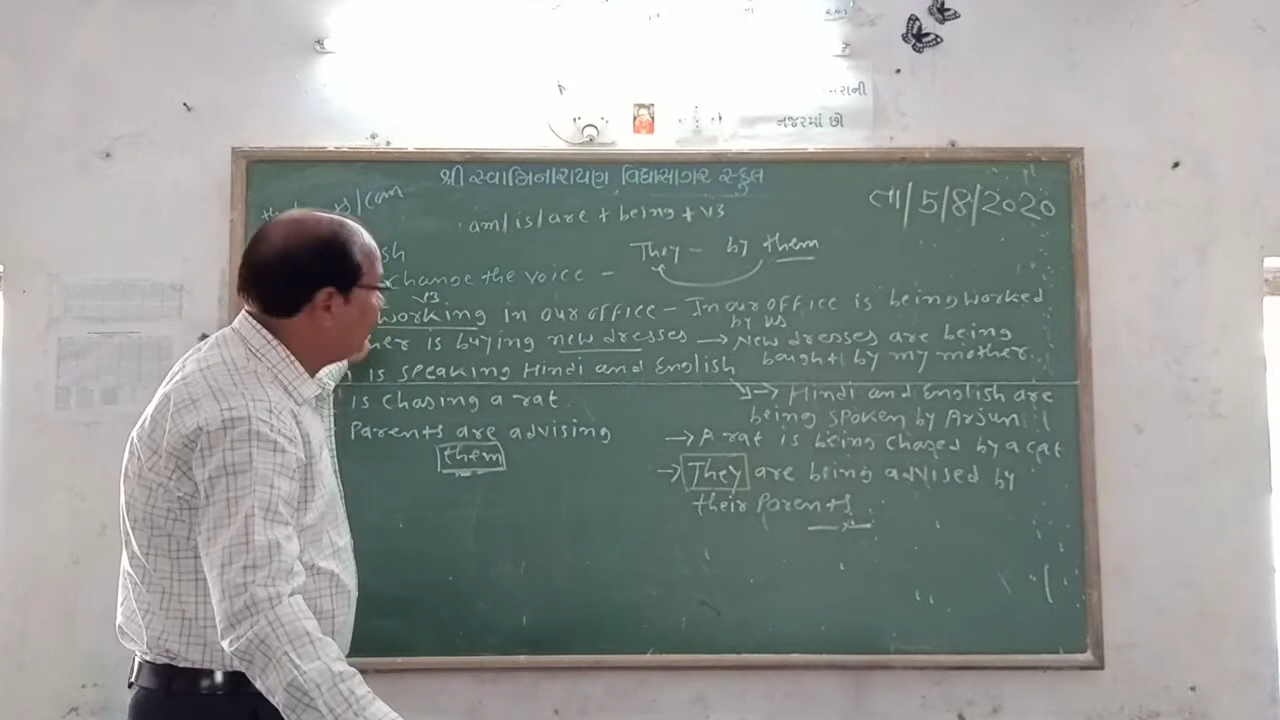 રાની
નજરમાં છો
શ્રી સ્વામિનારાયણ વિદ્યાસાગર સ્કુલ
તા/5/8/2020
am/is/are + being + v3
They - by them
sh
change the voice -
v3
working in our office - In our office is being worked
by us
her is buying new dresses → New dresses are being
bought by my mother
is speaking Hindi and English
→ Hindi and English are
being spoken by Arjun
is chasing a rat.
→ A rat is being chased by a cat
Parents are advising
them
→ They are being advised by
their parents.